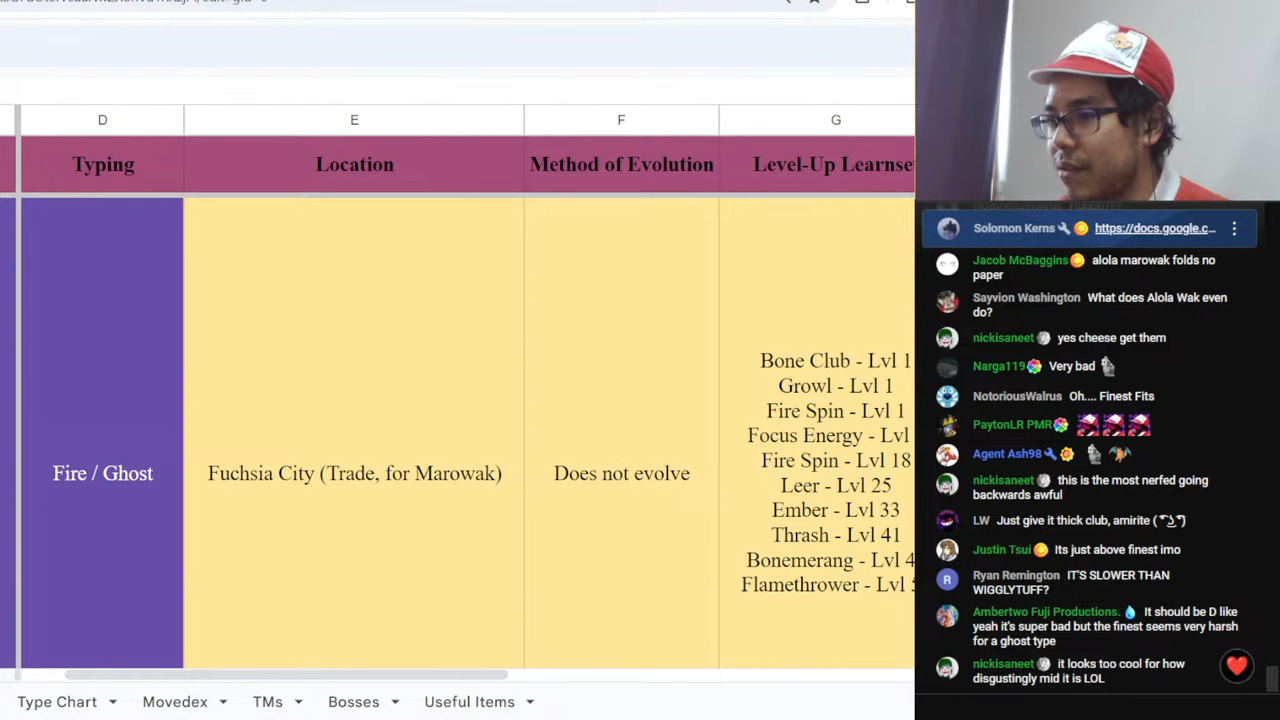 D E F G
Typing Location Method of Evolution Level-Up Learnse
Fire / Ghost
Fuchsia City (Trade, for Marowak)
Does not evolve
Bone Club - Lvl 1
Growl - Lvl 1
Fire Spin - Lvl 1
Focus Energy - Lvl
Fire Spin - Lvl 18
Leer - Lvl 25
Ember - Lvl 33
Thrash - Lvl 41
Bonemerang - Lvl 4
Flamethrower - Lvl 5
Type Chart Movedex TMs Bosses Useful Items
Solomon Kerns https://docs.google.c...
Jacob McBaggins alola marowak folds no
paper
Sayvion Washington What does Alola Wak even
do?
nickisaneet yes cheese get them
Narga119 Very bad
NotoriousWalrus Oh.... Finest Fits
PaytonLR PMR
Agent Ash98
nickisaneet this is the most nerfed going
backwards awful
LW Just give it thick club, amirite ( ͡° ͜ʖ ͡°)
Justin Tsui Its just above finest imo
R
Ryan Remington IT'S SLOWER THAN
WIGGLYTUFF?
Ambertwo Fuji Productions. It should be D like
yeah it's super bad but the finest seems very harsh
for a ghost type
nickisaneet it looks too cool for how
disgustingly mid it is LOL